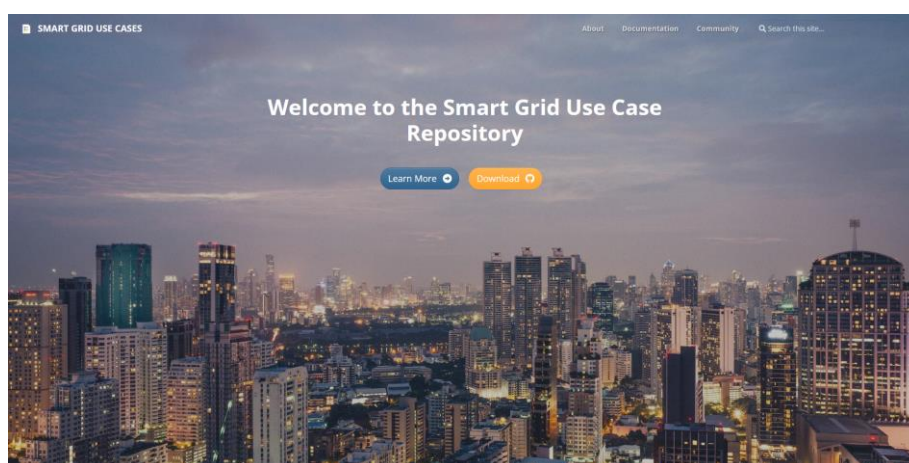 SMART GRID USE CASES
About Documentation Community Search this site...
Welcome to the Smart Grid Use Case
Repository
Learn More
Download